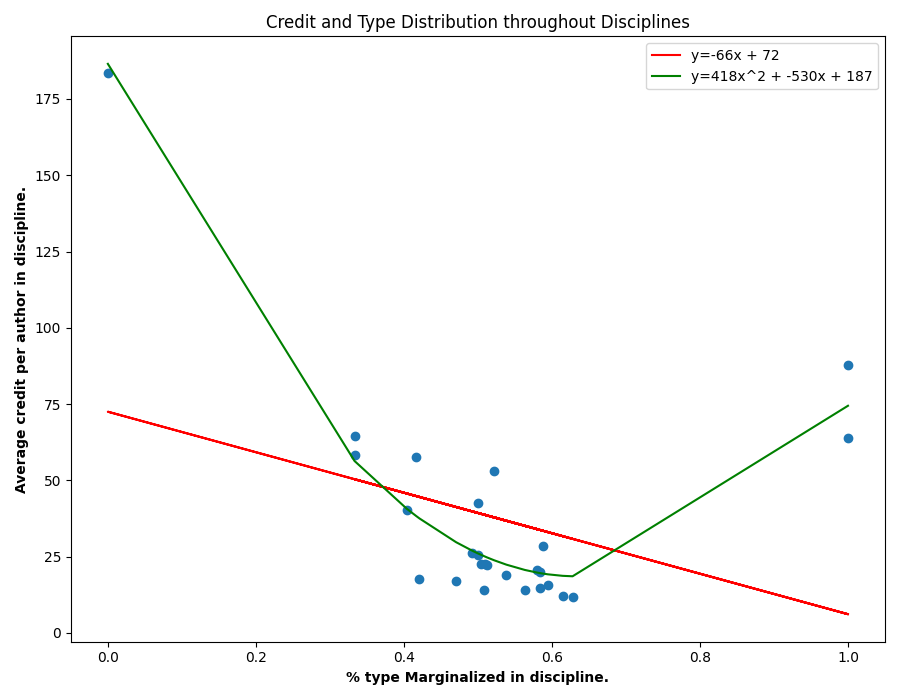 Credit and Type Distribution throughout Disciplines
y=-66x + 72
y=418x^2 + -530x + 187
Average credit per author in discipline.
175
150
125
100
75
50
25
0
0.0 0.2 0.4 0.6 0.8 1.0
% type Marginalized in discipline.